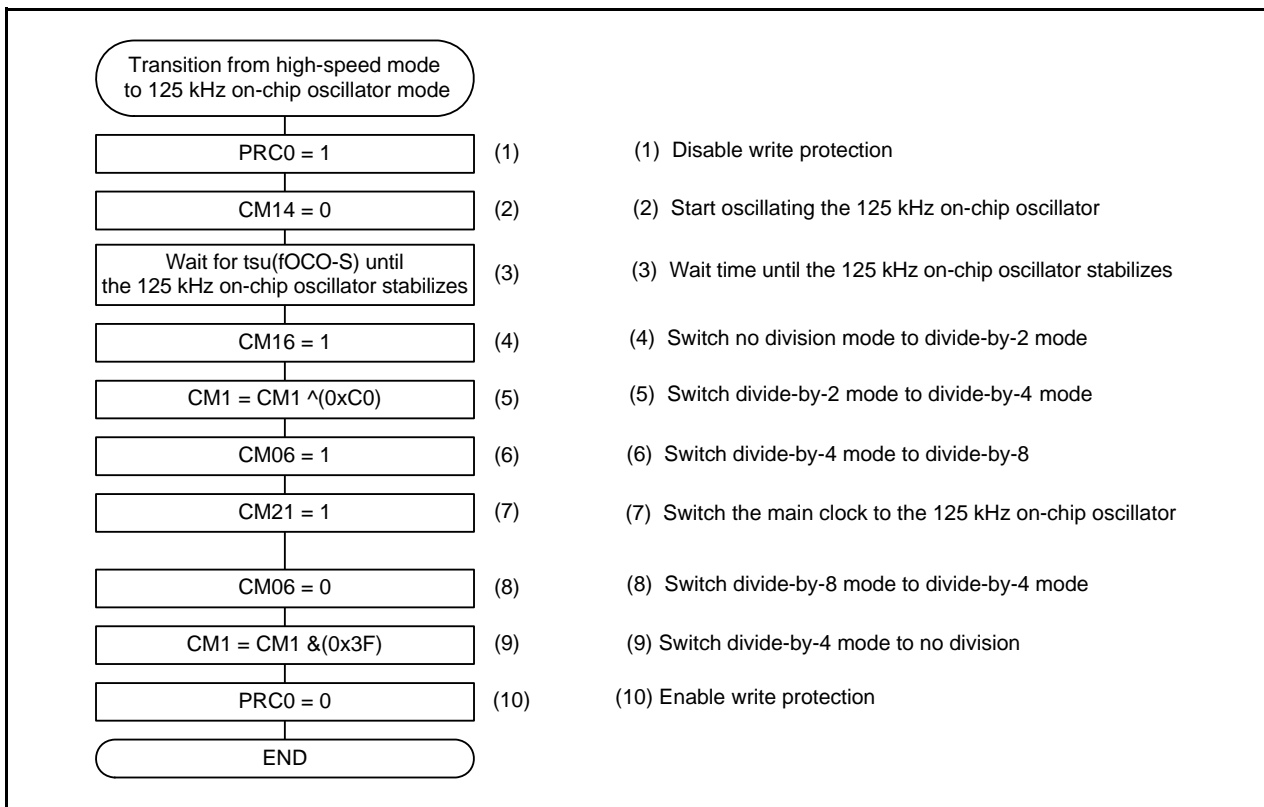 Transition from high-speed mode
to 125 kHz on-chip oscillator mode
PRC0 = 1 (1) (1) Disable write protection
CM14 = 0 (2) (2) Start oscillating the 125 kHz on-chip oscillator
Wait for tsu(fOCO-S) until
the 125 kHz on-chip oscillator stabilizes (3) (3) Wait time until the 125 kHz on-chip oscillator stabilizes
CM16 = 1 (4) (4) Switch no division mode to divide-by-2 mode
CM1 = CM1 ^(0xC0) (5) (5) Switch divide-by-2 mode to divide-by-4 mode
CM06 = 1 (6) (6) Switch divide-by-4 mode to divide-by-8
CM21 = 1 (7) (7) Switch the main clock to the 125 kHz on-chip oscillator
CM06 = 0 (8) (8) Switch divide-by-8 mode to divide-by-4 mode
CM1 = CM1 &(0x3F) (9) (9) Switch divide-by-4 mode to no division
PRC0 = 0 (10) (10) Enable write protection
END